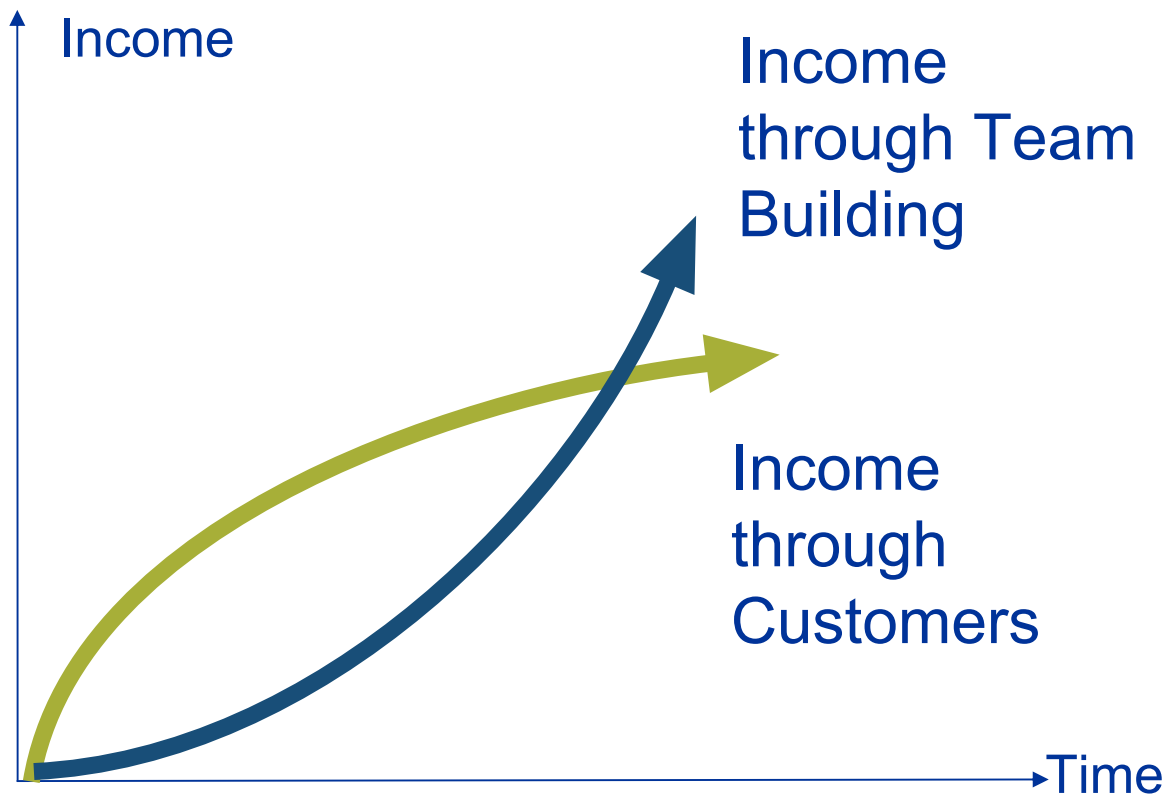 Income
Income
through Team
Building
Income
through
Customers
Time